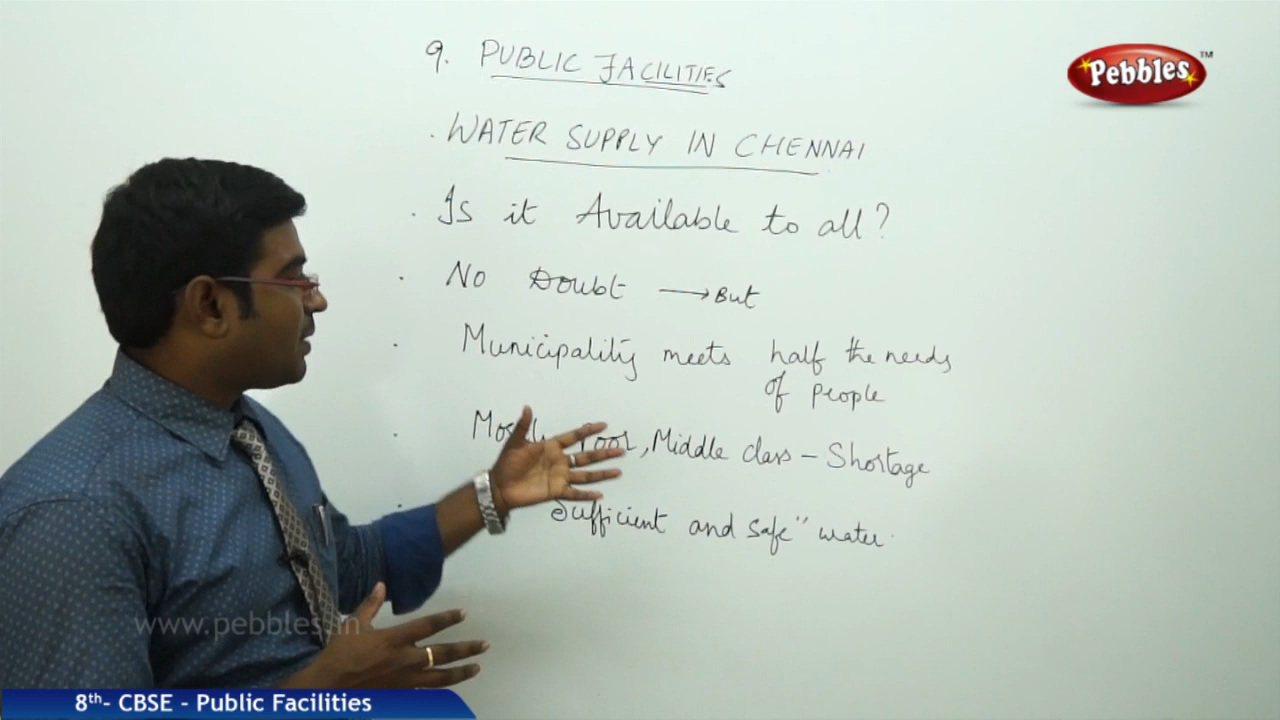 9. PUBLIC FACILITIES
Pebbles™
. WATER SUPPLY IN CHENNAI
. Is it Available to all?
. No Doubt → But
. Municipality meets half the needs
of people
. Poor, Middle class – Shortage
. Sufficient and safe" water.
www.pebbles.in
8th- CBSE - Public Facilities